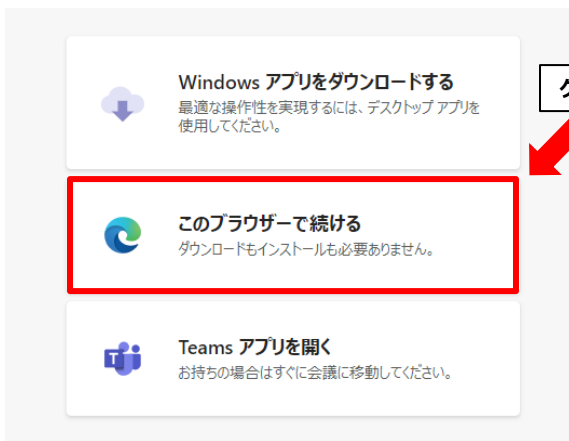 Windows アプリをダウンロードする
最適な操作性を実現するには、デスクトップ アプリを
使用してください。
このブラウザーで続ける
ダウンロードもインストールも必要ありません。
Teams アプリを開く
お持ちの場合はすぐに会議に移動してください。